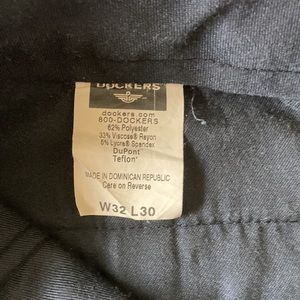 DOCKERS
dockers.com
800-DOCKERS
62% Polyester
33% Viscose® Rayon
5% Lycra® Spandex
DuPont
Teflon®
MADE IN DOMINICAN REPUBLIC
Care on Reverse
W32 L30